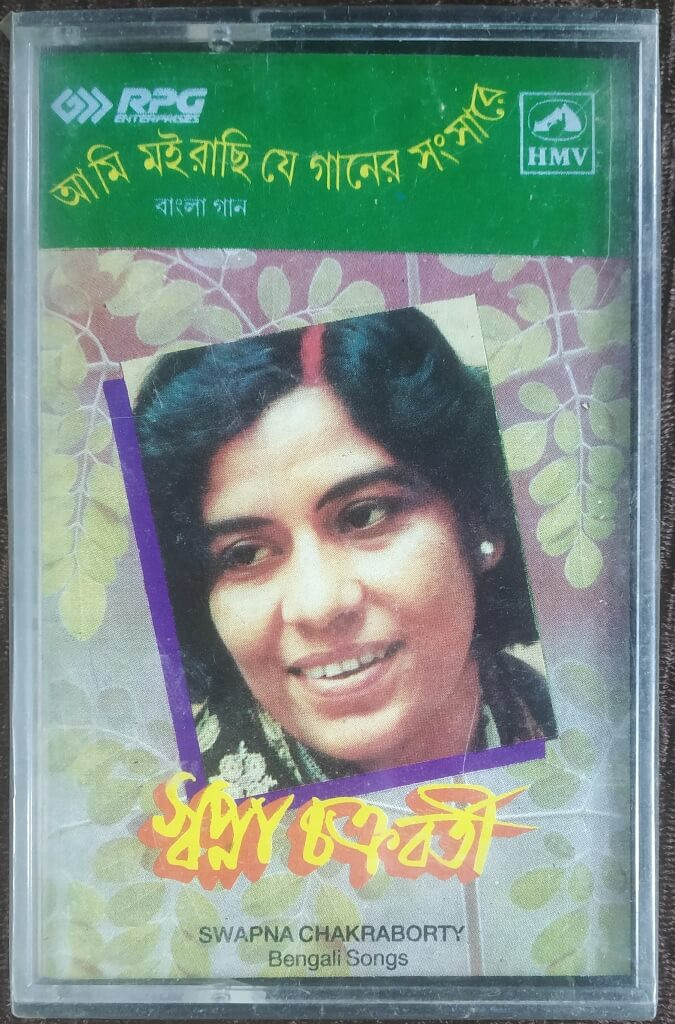 RPG
ENTERPRISES
HMV
আমি মইরাছি যে গানের সংসারে
বাংলা গান
স্বপ্না চক্রবর্তী
SWAPNA CHAKRABORTY
Bengali Songs